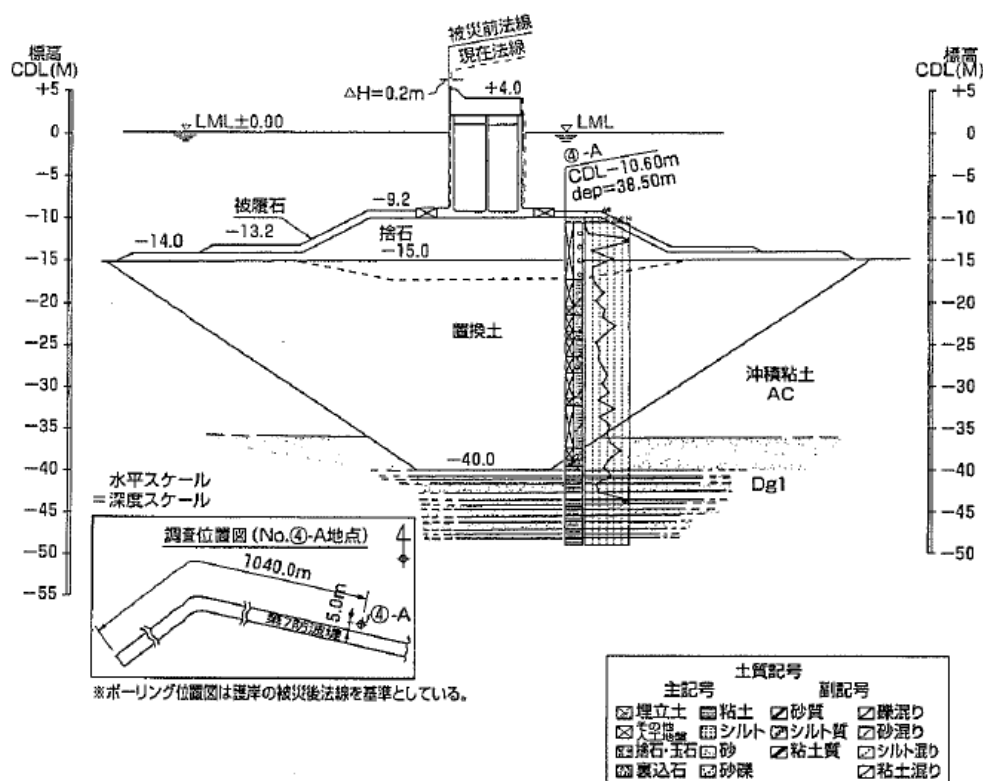 被災前法線
現在法線
標高
CDL(M)
標高
CDL(M)
ΔH=0.2m
+4.0
+5
0
-5
-10
-15
-20
-25
-30
-35
-40
-45
-50
-55
+5
0
-5
-10
-15
-20
-25
-30
-35
-40
-45
-50
LML±0.00
LML
④-A
CDL-10.60m
dep=38.50m
被覆石
-9.2
-13.2
-14.0
捨石
-15.0
置換土
沖積粘土
AC
-40.0
Dg1
水平スケール
=深度スケール
調査位置図(No.④-A地点)
1040.0m
5.0m
④-A
第7防波堤
※ボーリング位置図は護岸の被災後法線を基準としている。
土質記号
主記号 副記号
埋立土 粘土 砂質 礫混り
その他 人工地盤 シルト シルト質 砂混り
捨石・玉石 砂 粘土質 シルト混り
裏込石 砂礫 粘土混り